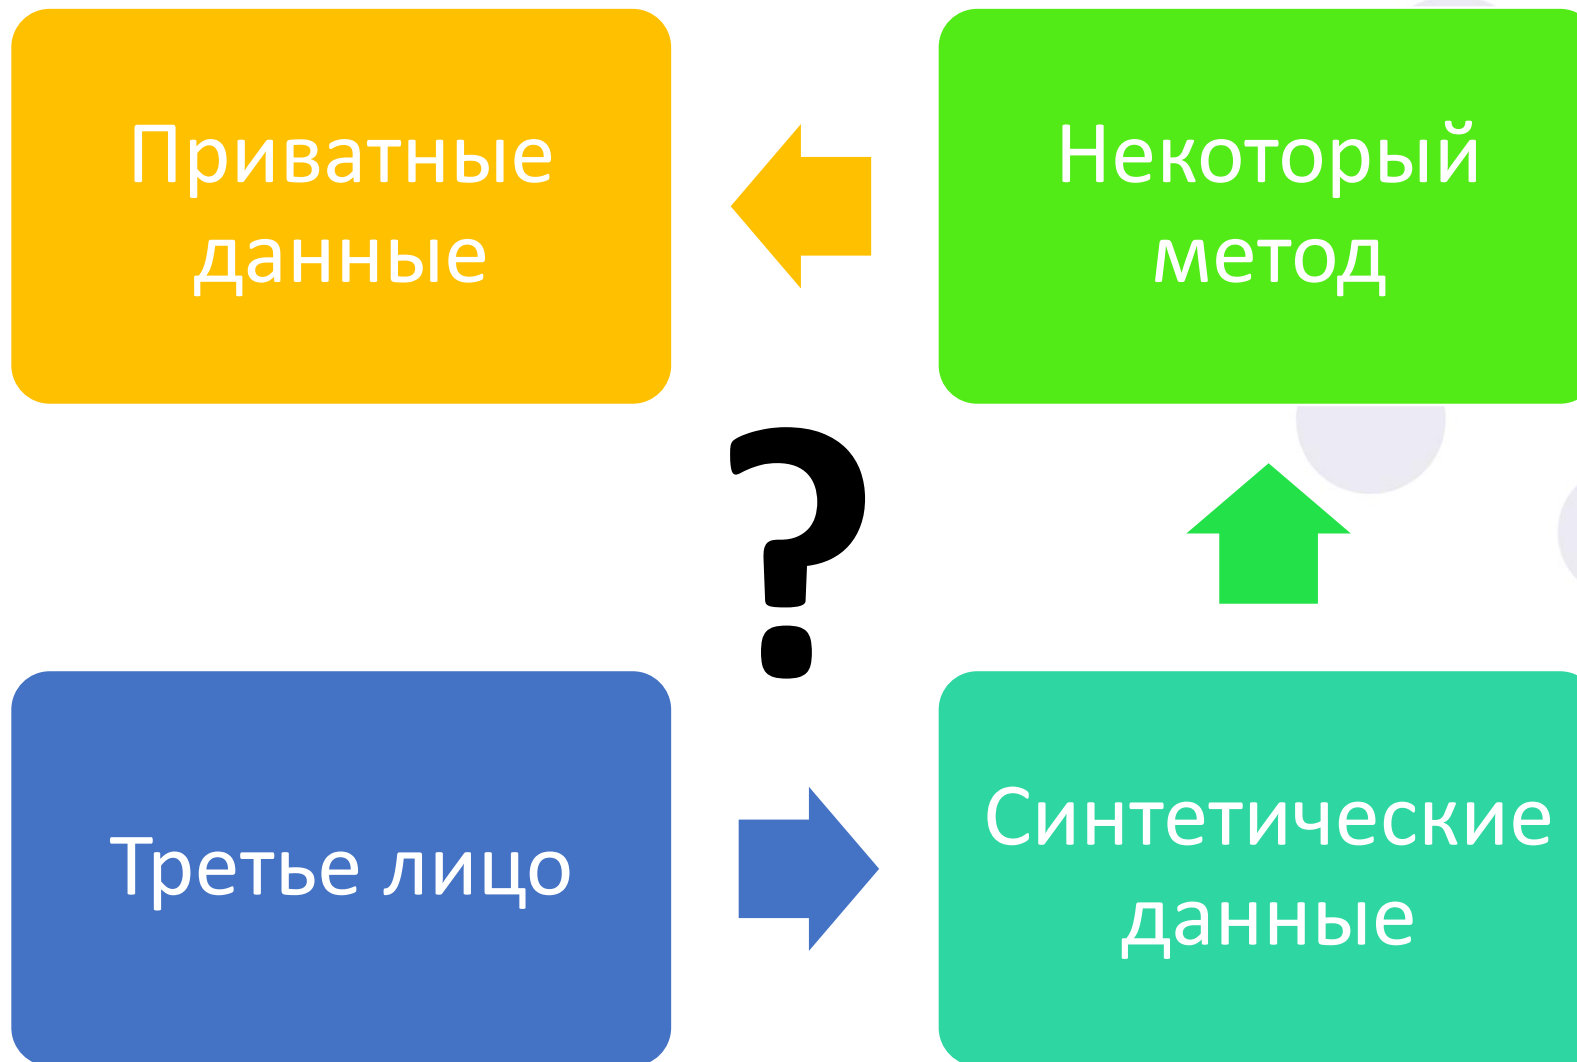 Приватные
данные
Некоторый
метод
?
Третье лицо
Синтетические
данные